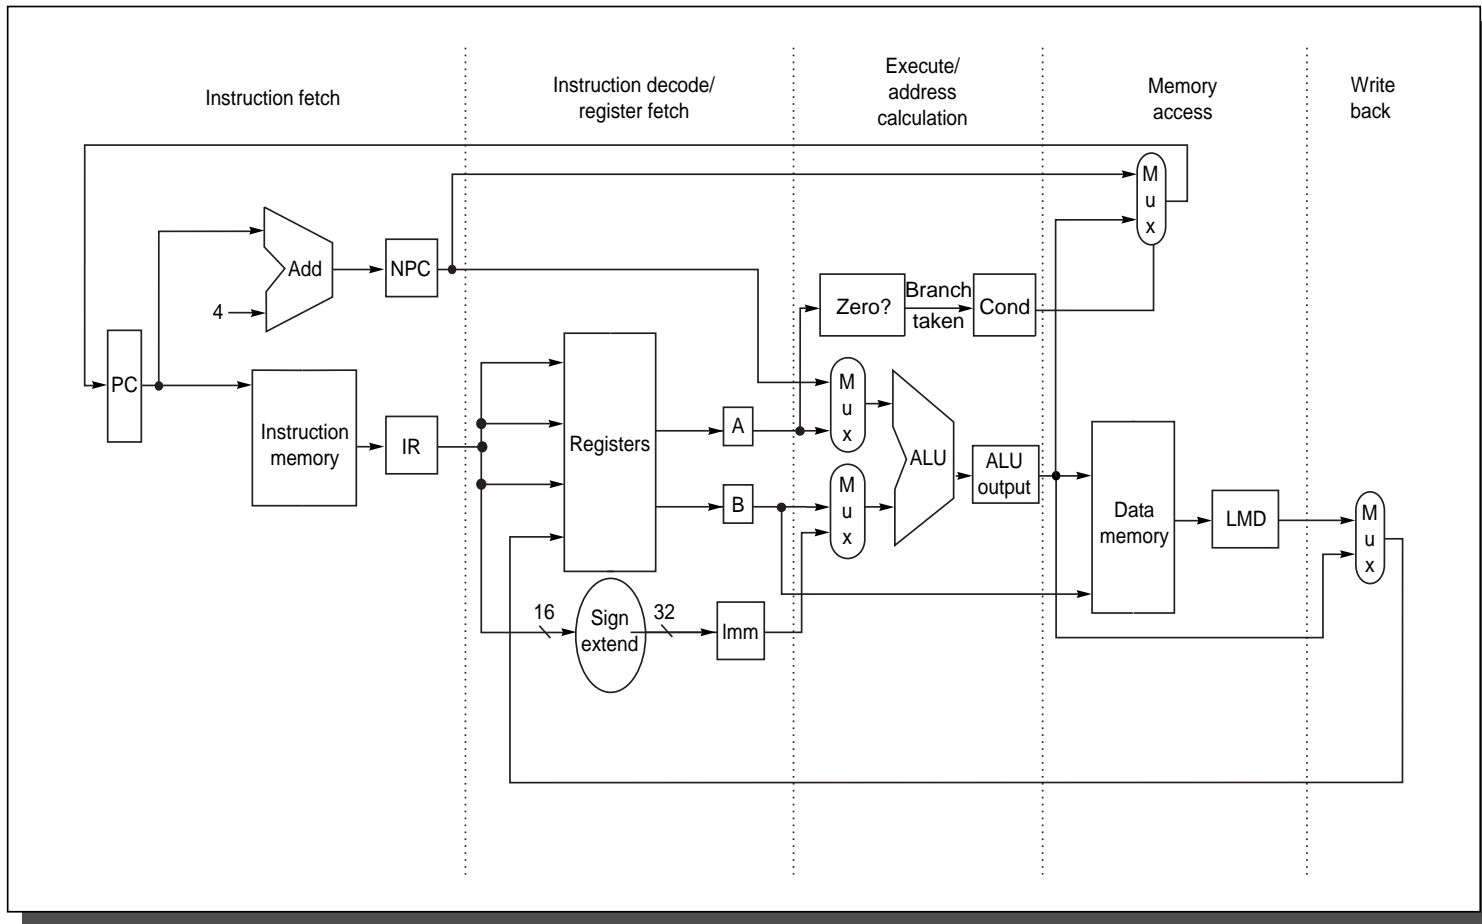 Instruction fetch
Instruction decode/
register fetch
Execute/
address
calculation
Memory
access
Write
back
M
u
x
Add
NPC
4
PC
Zero?
Branch
taken
Cond
Instruction
memory
IR
Registers
A
B
M
u
x
M
u
x
ALU
ALU
output
Data
memory
LMD
M
u
x
16
Sign
extend
32
Imm